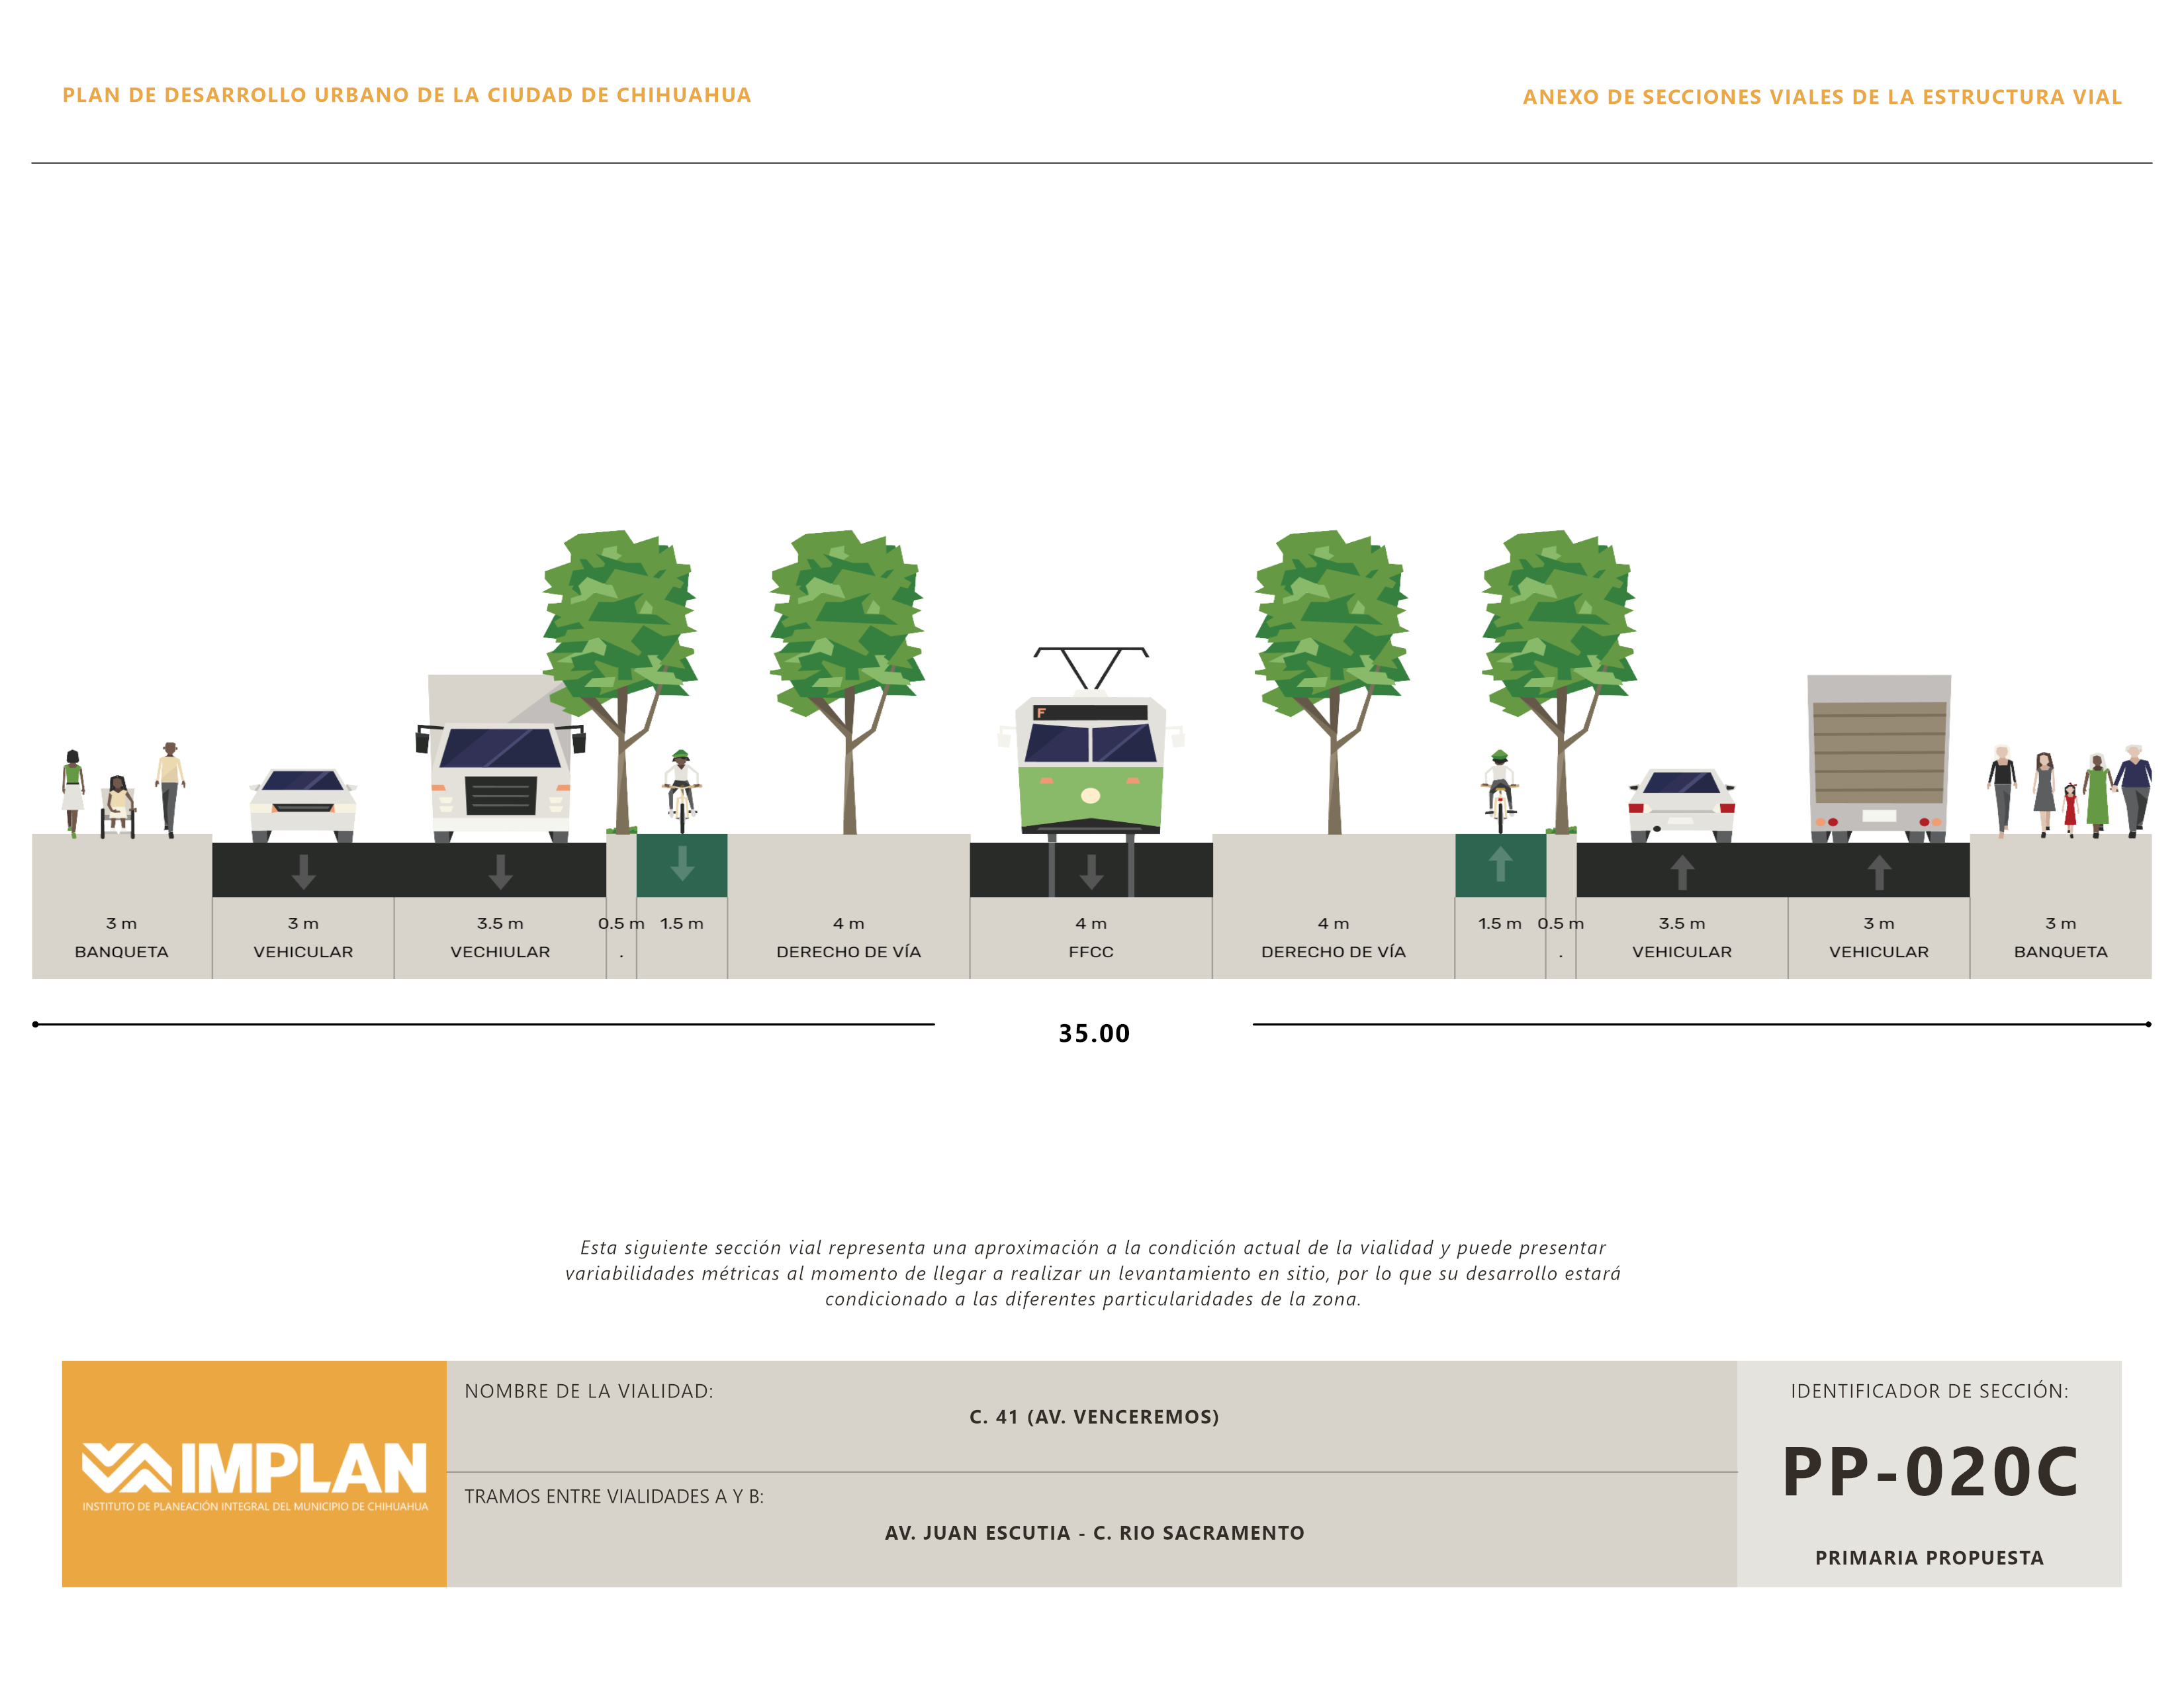 PLAN DE DESARROLLO URBANO DE LA CIUDAD DE CHIHUAHUA
ANEXO DE SECCIONES VIALES DE LA ESTRUCTURA VIAL
F
3 m 3 m 3.5 m 0.5 m 1.5 m 4 m 4 m 4 m 1.5 m 0.5 m 3.5 m 3 m 3 m
BANQUETA VEHICULAR VECHIULAR . DERECHO DE VÍA FFCC DERECHO DE VÍA . VEHICULAR VEHICULAR BANQUETA
35.00
Esta siguiente sección vial representa una aproximación a la condición actual de la vialidad y puede presentar
variabilidades métricas al momento de llegar a realizar un levantamiento en sitio, por lo que su desarrollo estará
condicionado a las diferentes particularidades de la zona.
IMPLAN
INSTITUTO DE PLANEACIÓN INTEGRAL DEL MUNICIPIO DE CHIHUAHUA
NOMBRE DE LA VIALIDAD:
C. 41 (AV. VENCEREMOS)
TRAMOS ENTRE VIALIDADES A Y B:
AV. JUAN ESCUTIA - C. RIO SACRAMENTO
IDENTIFICADOR DE SECCIÓN:
PP-020C
PRIMARIA PROPUESTA